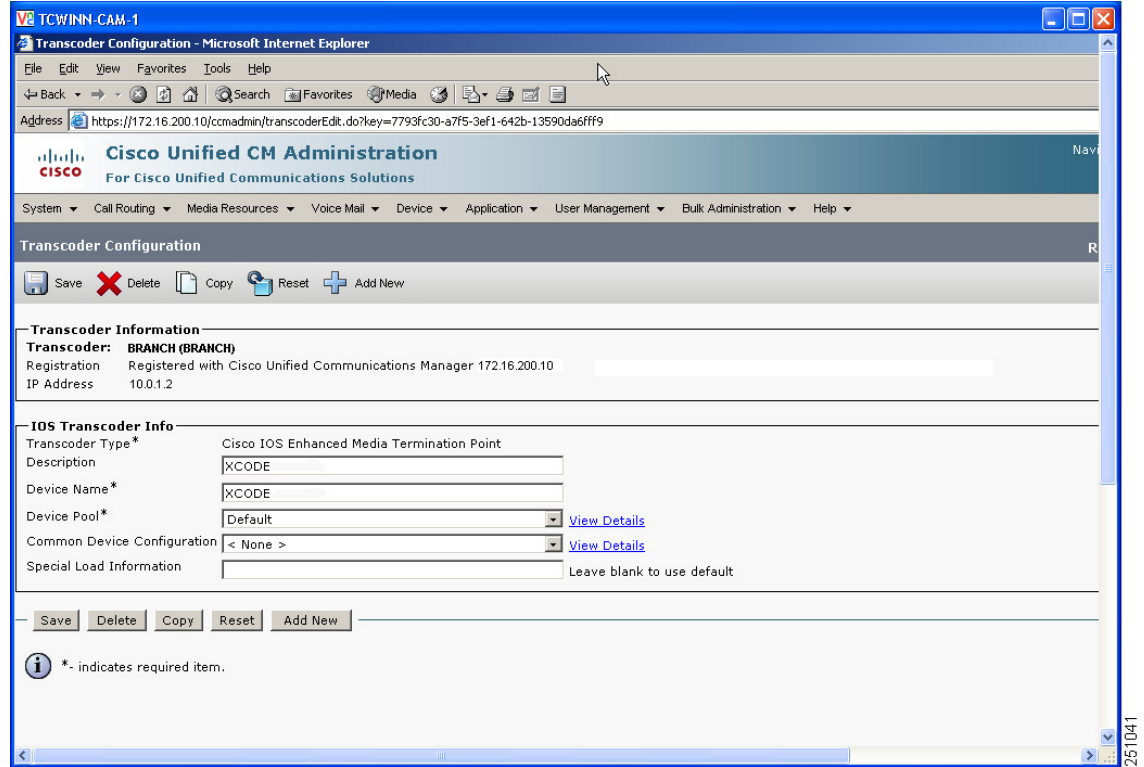 TCWINN-CAM-1
Transcoder Configuration - Microsoft Internet Explorer
File Edit View Favorites Tools Help
Back Search Favorites Media
Address https://172.16.200.10/ccmadmin/transcoderEdit.do?key=7793fc30-a7f5-3ef1-642b-13590da6fff9
CISCO
Cisco Unified CM Administration
For Cisco Unified Communications Solutions
Navi
System Call Routing Media Resources Voice Mail Device Application User Management Bulk Administration Help
Transcoder Configuration R
Save Delete Copy Reset Add New
Transcoder Information
Transcoder: BRANCH (BRANCH)
Registration Registered with Cisco Unified Communications Manager 172.16.200.10
IP Address 10.0.1.2
IOS Transcoder Info
Transcoder Type* Cisco IOS Enhanced Media Termination Point
Description XCODE
Device Name* XCODE
Device Pool* Default View Details
Common Device Configuration < None > View Details
Special Load Information Leave blank to use default
Save Delete Copy Reset Add New
*- indicates required item.
251041